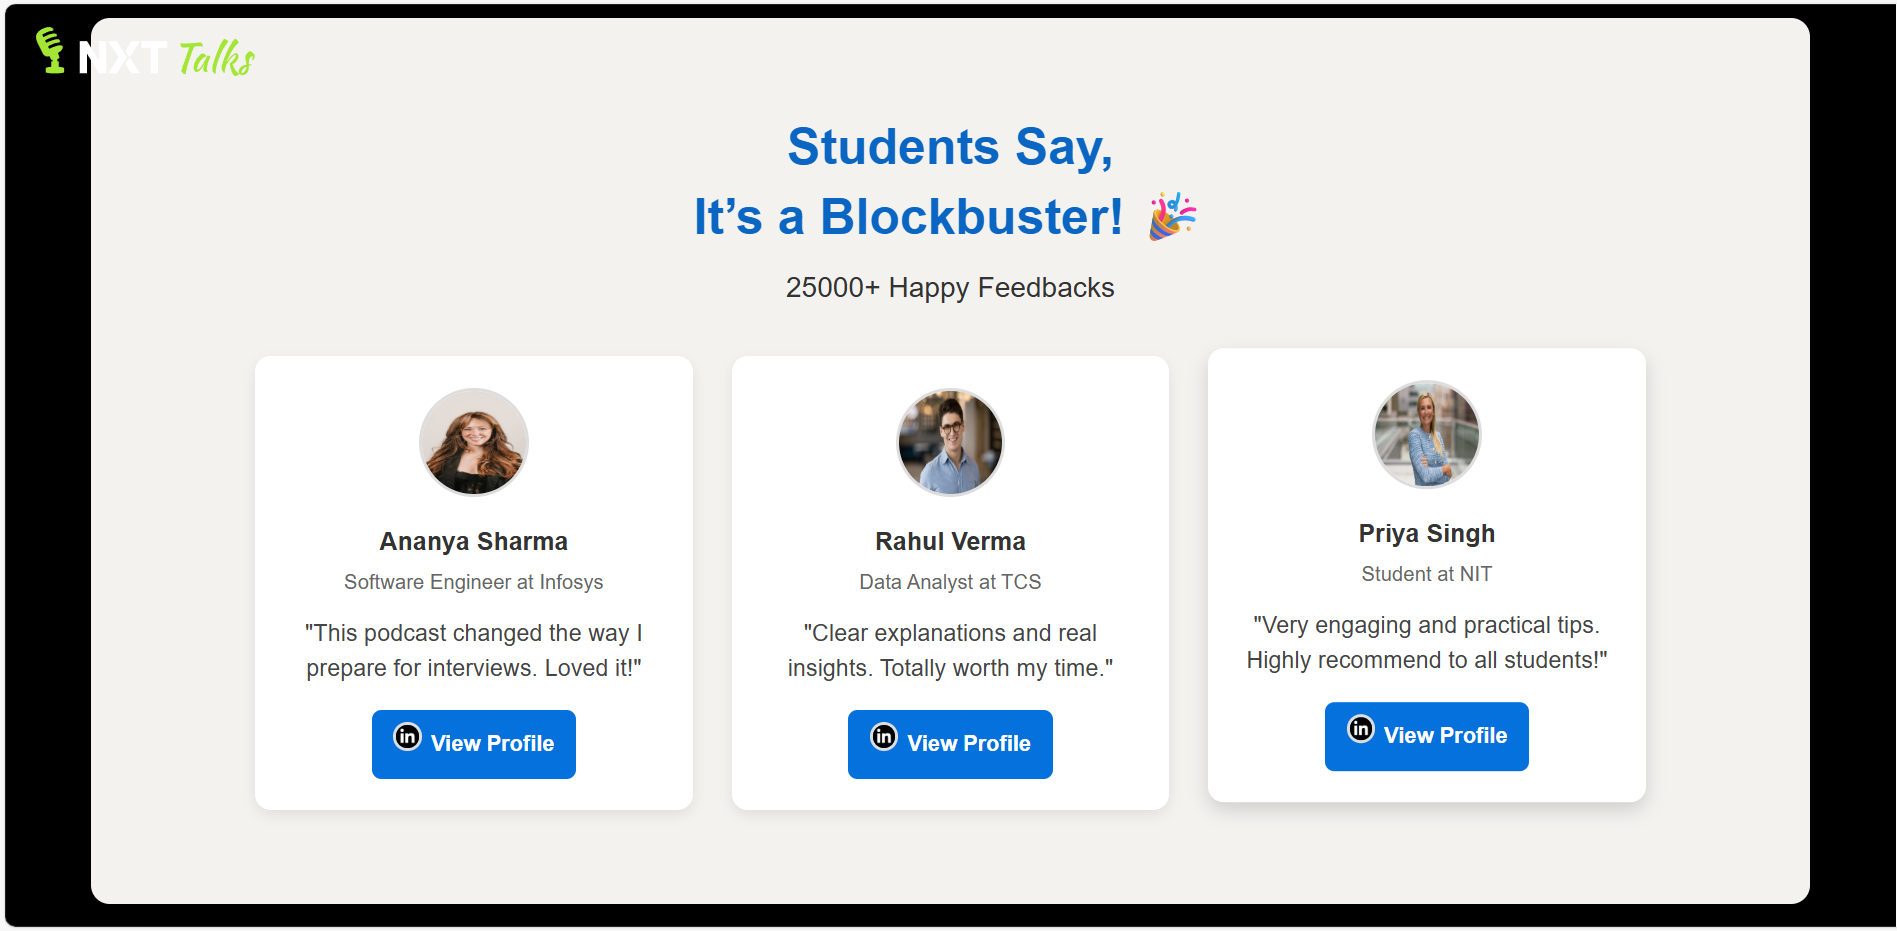 NXT Talks
Students Say,
It’s a Blockbuster! 🎉
25000+ Happy Feedbacks
Ananya Sharma
Software Engineer at Infosys
"This podcast changed the way I
prepare for interviews. Loved it!"
in View Profile
Rahul Verma
Data Analyst at TCS
"Clear explanations and real
insights. Totally worth my time."
in View Profile
Priya Singh
Student at NIT
"Very engaging and practical tips.
Highly recommend to all students!"
in View Profile